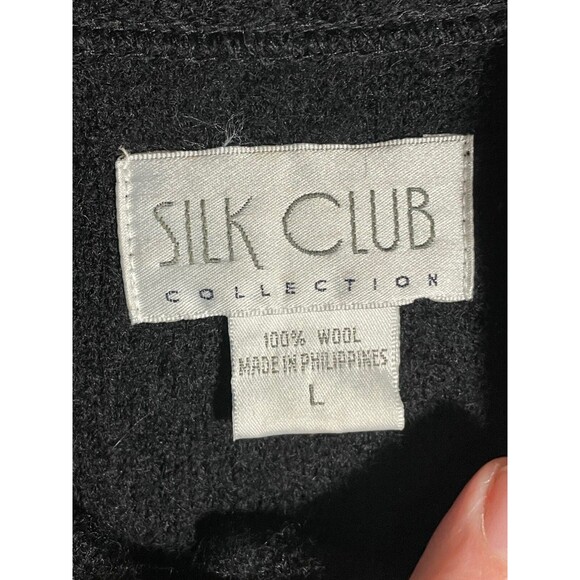 SILK CLUB
COLLECTION
100% WOOL
MADE IN PHILIPPINES
L